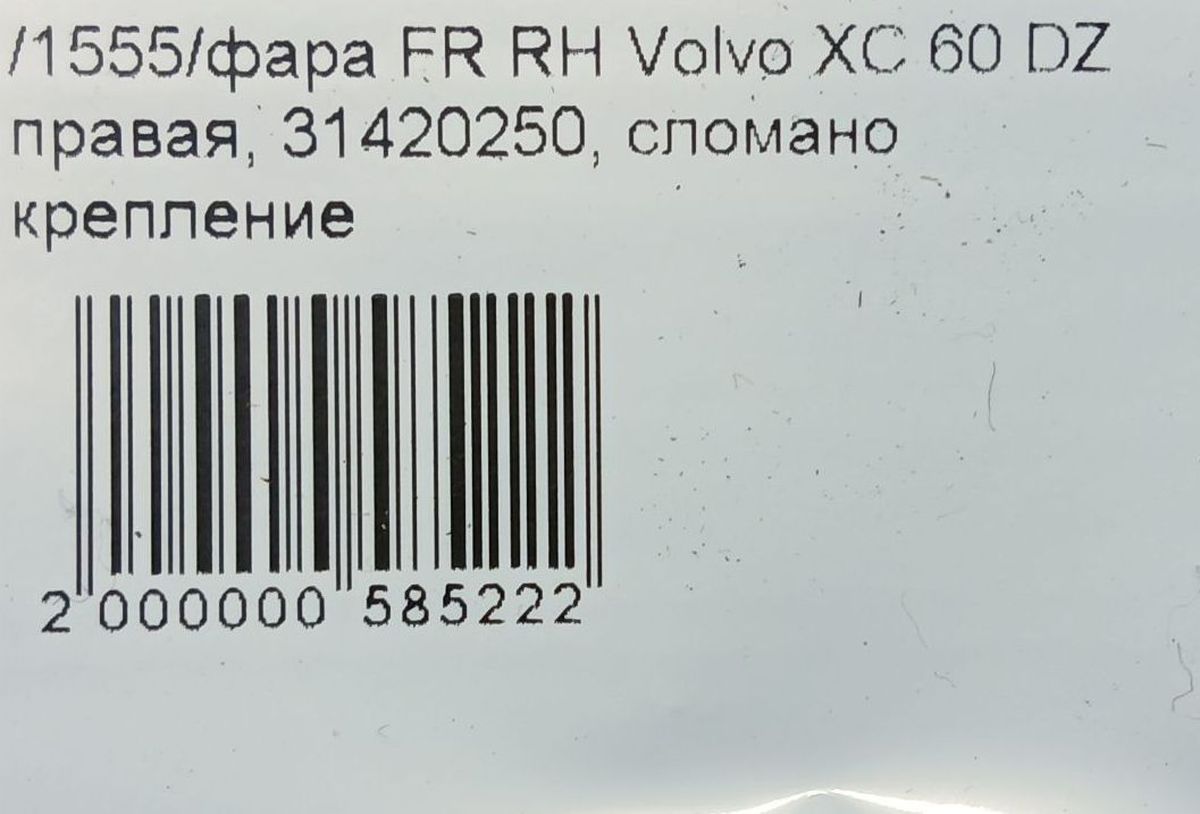 /1555/фара FR RH Volvo XC 60 DZ
правая, 31420250, сломано
крепление
2 000000 585222